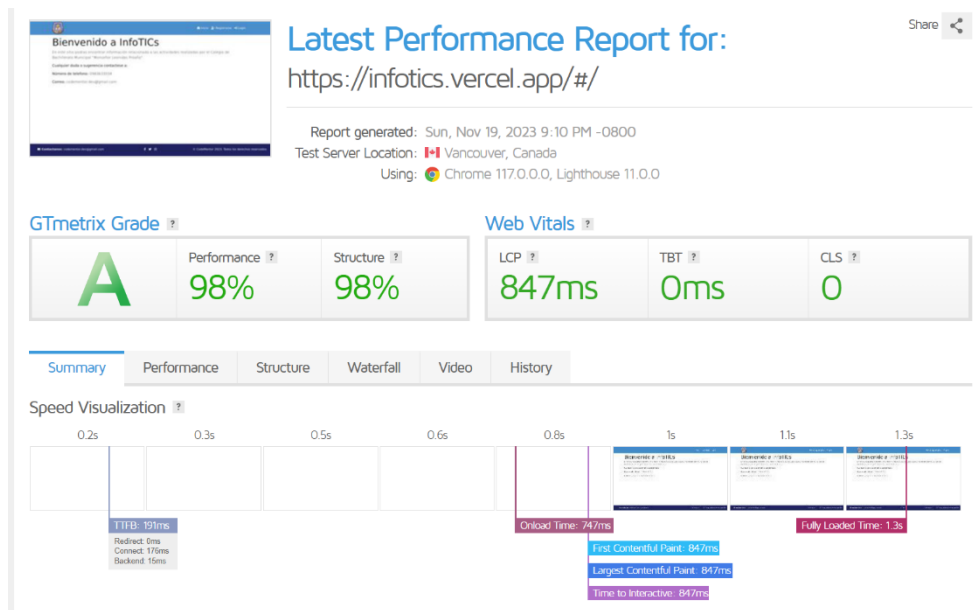 Share
Latest Performance Report for:
https://infotics.vercel.app/#/
Bienvenido a InfoTICs
Report generated: Sun, Nov 19, 2023 9:10 PM -0800
Test Server Location: Vancouver, Canada
Using: Chrome 117.0.0.0, Lighthouse 11.0.0
GTmetrix Grade ?
Web Vitals ?
A
Performance ?
98%
Structure ?
98%
LCP ?
847ms
TBT ?
0ms
CLS ?
0
Summary
Performance
Structure
Waterfall
Video
History
Speed Visualization ?
0.2s 0.3s 0.5s 0.6s 0.8s 1s 1.1s 1.3s
TTFB: 191ms
Redirect: 0ms
Connect: 176ms
Backend: 15ms
Onload Time: 747ms
Fully Loaded Time: 1.3s
First Contentful Paint: 847ms
Largest Contentful Paint: 847ms
Time to Interactive: 847ms